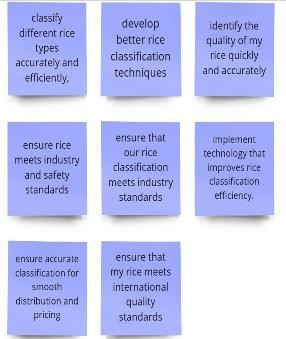 classify
different rice
types
accurately and
efficiently,
develop
better rice
classification
techniques
identify the
quality of my
rice quickly
and accurately
ensure rice
meets industry
and safety
standards
ensure that
our rice
classification
meets industry
standards
implement
technology that
improves rice
classification
efficiency.
ensure accurate
classification for
smooth
distribution and
pricing
ensure that
my rice meets
international
quality
standards